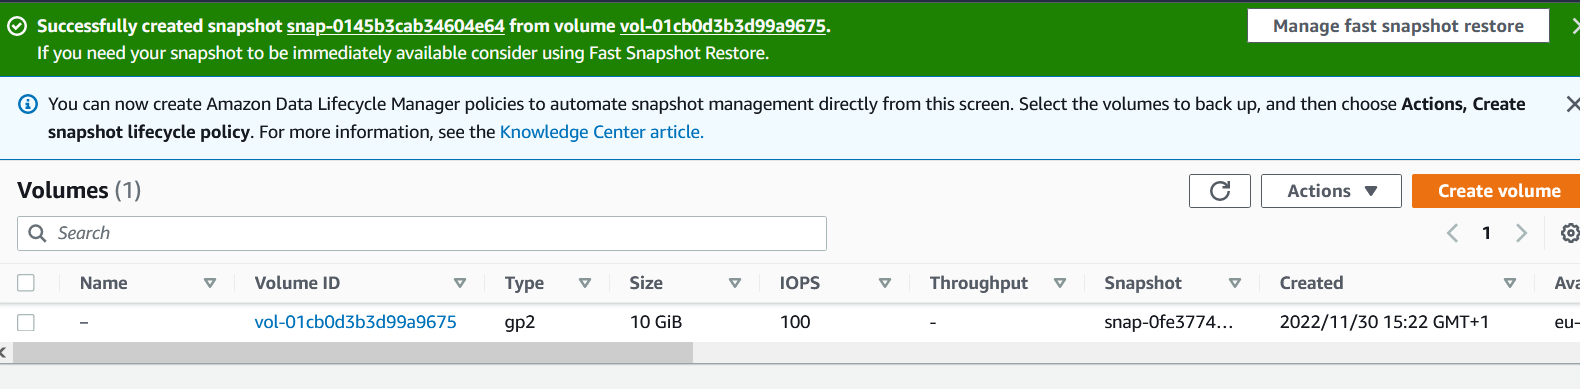 Successfully created snapshot snap-0145b3cab34604e64 from volume vol-01cb0d3b3d99a9675.
Manage fast snapshot restore
If you need your snapshot to be immediately available consider using Fast Snapshot Restore.
You can now create Amazon Data Lifecycle Manager policies to automate snapshot management directly from this screen. Select the volumes to back up, and then choose Actions, Create
snapshot lifecycle policy. For more information, see the Knowledge Center article.
Volumes (1)
Actions
Create volume
Search
1
Name Volume ID Type Size IOPS Throughput Snapshot Created Ava
– vol-01cb0d3b3d99a9675 gp2 10 GiB 100 - snap-0fe3774... 2022/11/30 15:22 GMT+1 eu-